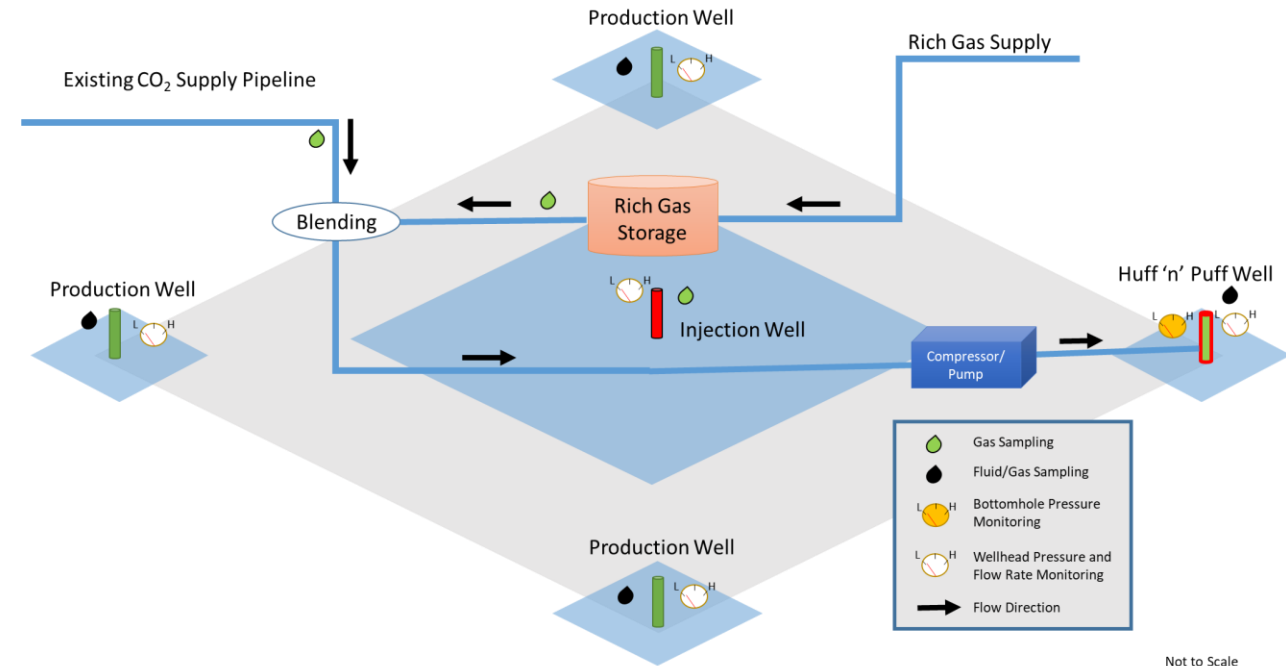 Production Well
Rich Gas Supply
Existing CO₂ Supply Pipeline
L H
Blending
Rich Gas
Storage
Production Well
L H
L H
Injection Well
Huff ‘n’ Puff Well
L H
L H
Compressor/
Pump
Gas Sampling
Fluid/Gas Sampling
L H
Bottomhole Pressure
Monitoring
L H
Wellhead Pressure and
Flow Rate Monitoring
Flow Direction
Production Well
L H
Not to Scale